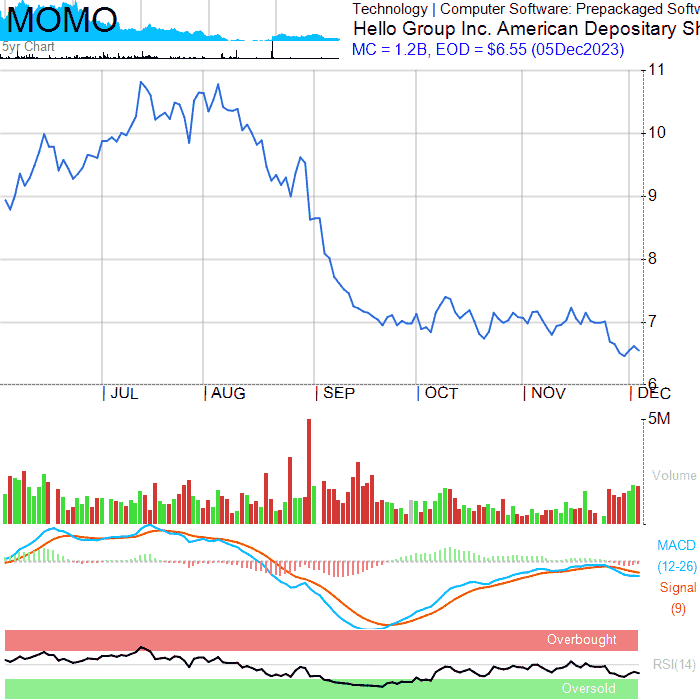 MOMO
5yr Chart
Technology | Computer Software: Prepackaged Softw
Hello Group Inc. American Depositary Sh
MC = 1.2B, EOD = $6.55 (05Dec2023)
11
10
9
8
7
6
| JUL | AUG | SEP | OCT | NOV | DEC
5M
Volume
MACD
(12-26)
Signal
(9)
Overbought
RSI(14)
Oversold